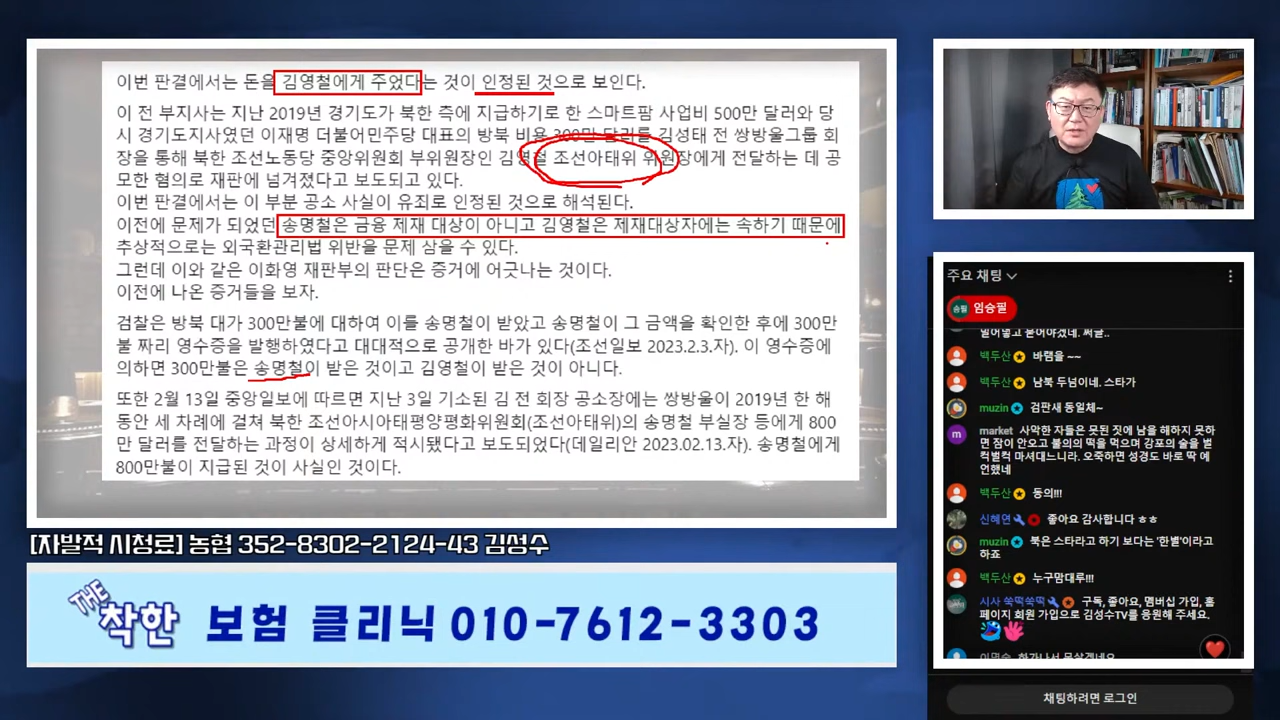 이번 판결에서는 돈을 김영철에게 주었다는 것이 인정된 것으로 보인다.
이 전 부지사는 지난 2019년 경기도가 북한 측에 지급하기로 한 스마트팜 사업비 500만 달러와 당
시 경기도지사였던 이재명 더불어민주당 대표의 방북 비용 300만 달러를 김성태 전 쌍방울그룹 회
장을 통해 북한 조선노동당 중앙위원회 부위원장인 김영철 조선아태위 위원장에게 전달하는 데 공
모한 혐의로 재판에 넘겨졌다고 보도되고 있다.
이번 판결에서는 이 부분 공소 사실이 유죄로 인정된 것으로 해석된다.
이전에 문제가 되었던 송명철은 금융 제재 대상이 아니고 김영철은 제재대상자에는 속하기 때문에
추상적으로는 외국환관리법 위반을 문제 삼을 수 있다.
그런데 이와 같은 이화영 재판부의 판단은 증거에 어긋나는 것이다.
이전에 나온 증거들을 보자.
검찰은 방북 대가 300만불에 대하여 이를 송명철이 받았고 송명철이 그 금액을 확인한 후에 300만
불 짜리 영수증을 발행하였다고 대대적으로 공개한 바가 있다(조선일보 2023.2.3.자). 이 영수증에
의하면 300만불은 송명철이 받은 것이고 김영철이 받은 것이 아니다.
또한 2월 13일 중앙일보에 따르면 지난 3일 기소된 김 전 회장 공소장에는 쌍방울이 2019년 한 해
동안 세 차례에 걸쳐 북한 조선아시아태평양평화위원회(조선아태위)의 송명철 부실장 등에게 800
만 달러를 전달하는 과정이 상세하게 적시됐다고 보도되었다(데일리안 2023.02.13.자). 송명철에게
800만불이 지급된 것이 사실인 것이다.
[자발적 시청료] 농협 352-8302-2124-43 김성수
THE 착한 보험 클리닉 010-7612-3303
주요 채팅
승필 임승필
밀어넣고 묻어야겠네. 써글..
백두산 바램을 ~~
백두산 남북 두넘이네. 스타가
muzin 검판새 동일체~
m market 사악한 자들은 못된 짓에 남을 해하지 못하
면 잠이 안오고 불의의 떡을 먹으며 강포의 술을 벌
컥벌컥 마셔대느니라. 오죽하면 성경도 바로 딱 예
언했네
백두산 동의!!!
신혜연 좋아요 감사합니다 ㅎㅎ
muzin 북은 스타라고 하기 보다는 '한별'이라고
하죠
백두산 누구맘대루!!!
시사 쑥떡쑥떡 구독, 좋아요, 멤버십 가입, 홈
페이지 회원 가입으로 김성수TV를 응원해 주세요.
채팅하려면 로그인